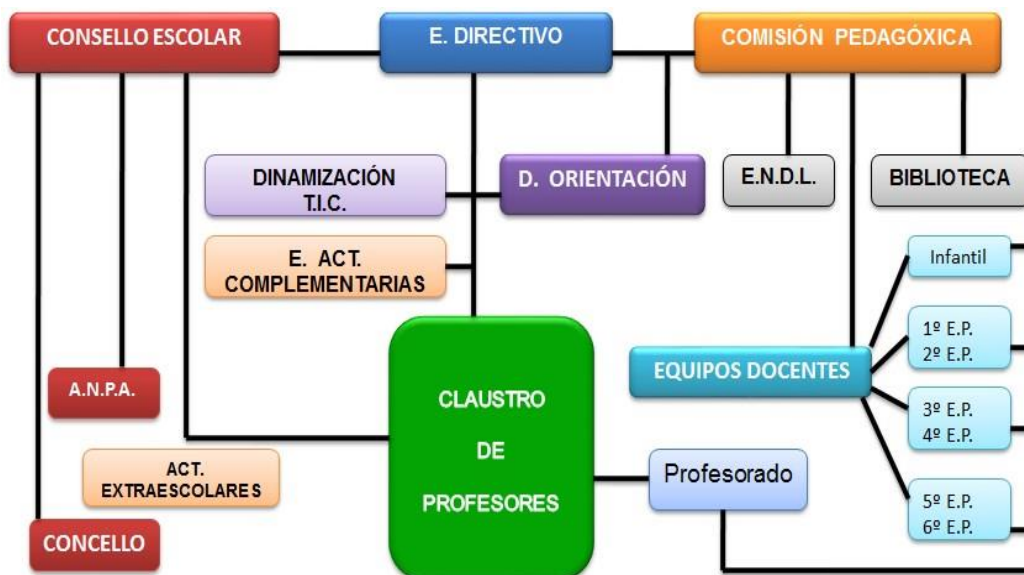 CONSELLO ESCOLAR
E. DIRECTIVO
COMISIÓN PEDAGÓXICA
DINAMIZACIÓN
T.I.C.
D. ORIENTACIÓN
E.N.D.L.
BIBLIOTECA
E. ACT.
COMPLEMENTARIAS
Infantil
1º E.P.
2º E.P.
EQUIPOS DOCENTES
A.N.P.A.
CLAUSTRO
DE
PROFESORES
3º E.P.
4º E.P.
ACT.
EXTRAESCOLARES
Profesorado
5º E.P.
6º E.P.
CONCELLO